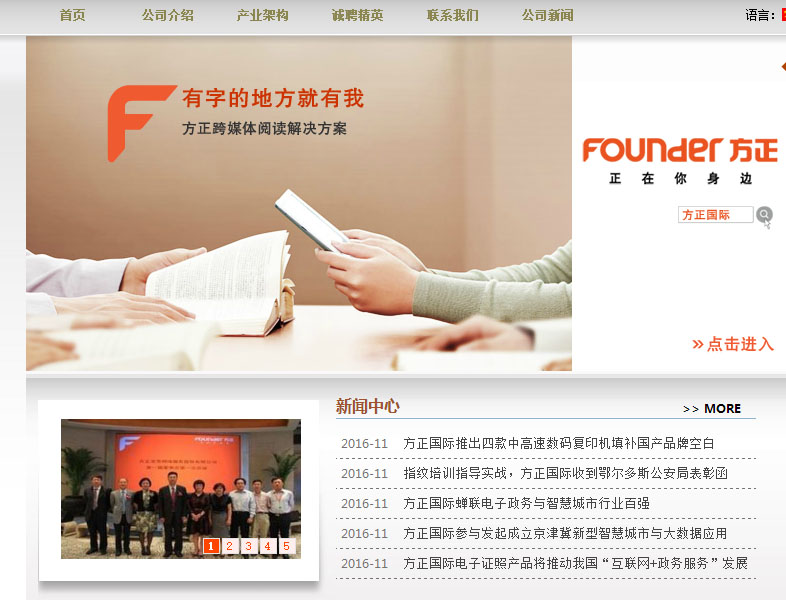 首页 公司介绍 产业架构 诚聘精英 联系我们 公司新闻 语言：
有字的地方就有我
方正跨媒体阅读解决方案
Founder 方正
正在你身边
方正国际
»点击进入
新闻中心 >> MORE
2016-11 方正国际推出四款中高速数码复印机填补国产品牌空白
2016-11 指纹培训指导实战，方正国际收到鄂尔多斯公安局表彰函
2016-11 方正国际蝉联电子政务与智慧城市行业百强
2016-11 方正国际参与发起成立京津冀新型智慧城市与大数据应用
2016-11 方正国际电子证照产品将推动我国“互联网+政务服务”发展
Founder 方正
1 2 3 4 5